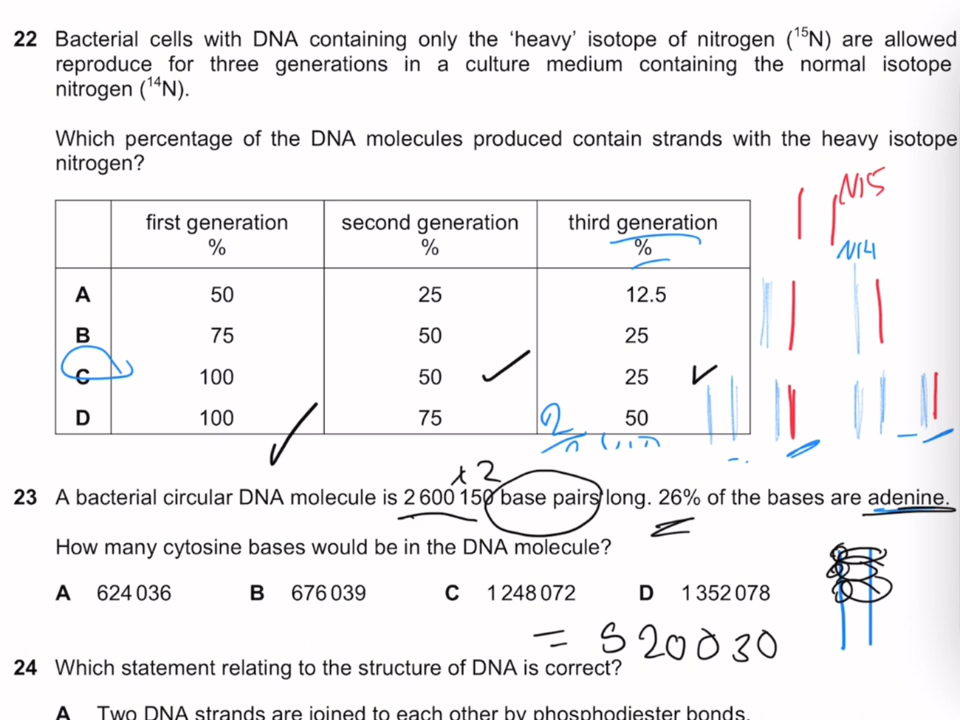 22 Bacterial cells with DNA containing only the ‘heavy’ isotope of nitrogen (¹⁵N) are allowed
reproduce for three generations in a culture medium containing the normal isotope
nitrogen (¹⁴N).
Which percentage of the DNA molecules produced contain strands with the heavy isotope
nitrogen?
N15
first generation % second generation % third generation %
N14
A 50 25 12.5
B 75 50 25
C 100 50 25
D 100 75 50
2
x 2
23 A bacterial circular DNA molecule is 2 600 150 base pairs long. 26% of the bases are adenine.
How many cytosine bases would be in the DNA molecule?
A 624 036 B 676 039 C 1 248 072 D 1 352 078
= 520030
24 Which statement relating to the structure of DNA is correct?
A Two DNA strands are joined to each other by phosphodiester bonds.